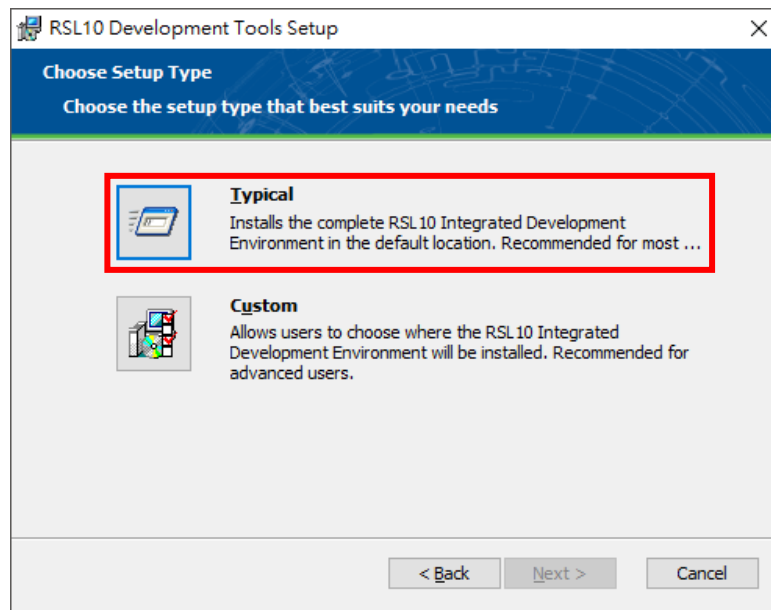 RSL10 Development Tools Setup
Choose Setup Type
Choose the setup type that best suits your needs
Typical
Installs the complete RSL10 Integrated Development
Environment in the default location. Recommended for most ...
Custom
Allows users to choose where the RSL10 Integrated
Development Environment will be installed. Recommended for
advanced users.
< Back
Next >
Cancel